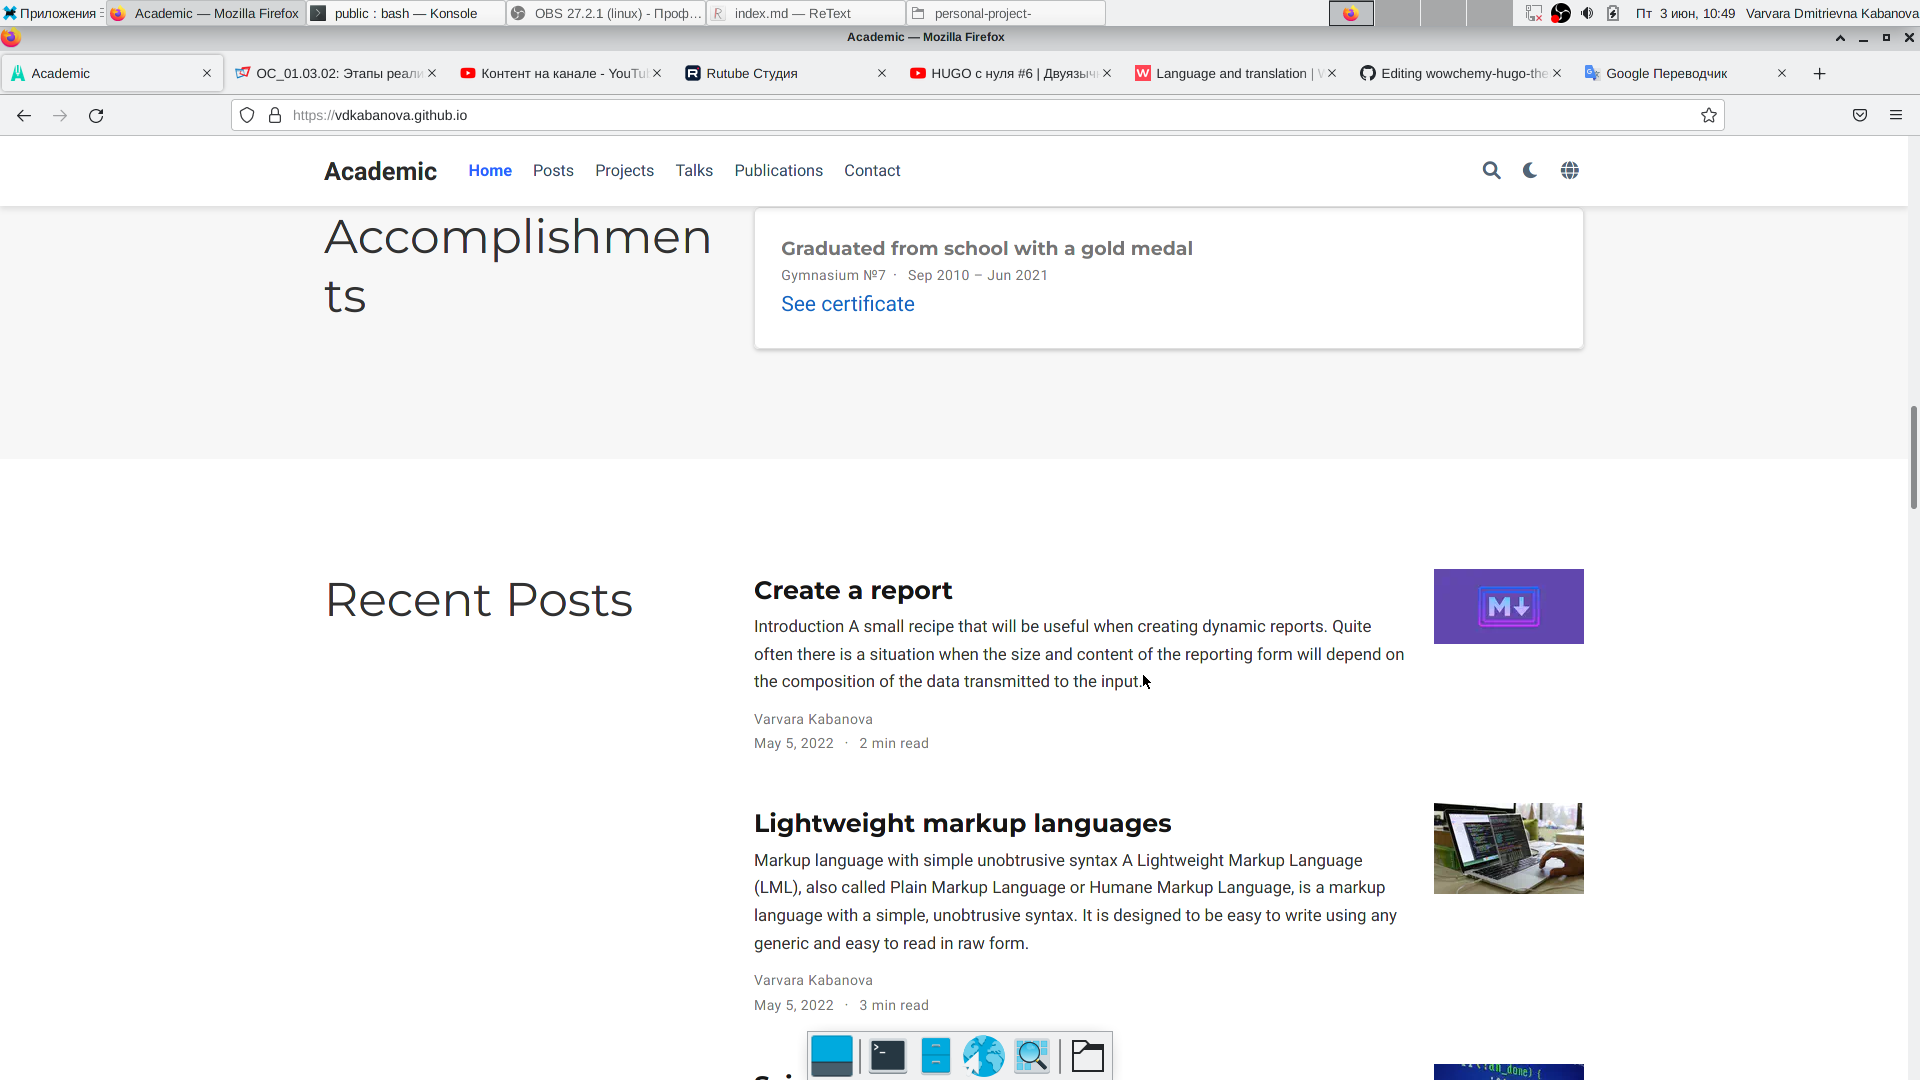 Приложения
Academic — Mozilla Firefox
public : bash — Konsole
OBS 27.2.1 (linux) - Проф...
index.md — ReText
personal-project-
Пт 3 июн, 10:49
Varvara Dmitrievna Kabanova
Academic — Mozilla Firefox
Academic
ОС_01.03.02: Этапы реали
Контент на канале - YouTu
Rutube Студия
HUGO с нуля #6 | Двуязыч
Language and translation |
Editing wowchemy-hugo-the
Google Переводчик
https://vdkabanova.github.io
Academic
Home
Posts
Projects
Talks
Publications
Contact
Accomplishmen
ts
Graduated from school with a gold medal
Gymnasium №7 · Sep 2010 – Jun 2021
See certificate
Recent Posts
Create a report
Introduction A small recipe that will be useful when creating dynamic reports. Quite
often there is a situation when the size and content of the reporting form will depend on
the composition of the data transmitted to the input.
Varvara Kabanova
May 5, 2022 · 2 min read
M
Lightweight markup languages
Markup language with simple unobtrusive syntax A Lightweight Markup Language
(LML), also called Plain Markup Language or Humane Markup Language, is a markup
language with a simple, unobtrusive syntax. It is designed to be easy to write using any
generic and easy to read in raw form.
Varvara Kabanova
May 5, 2022 · 3 min read